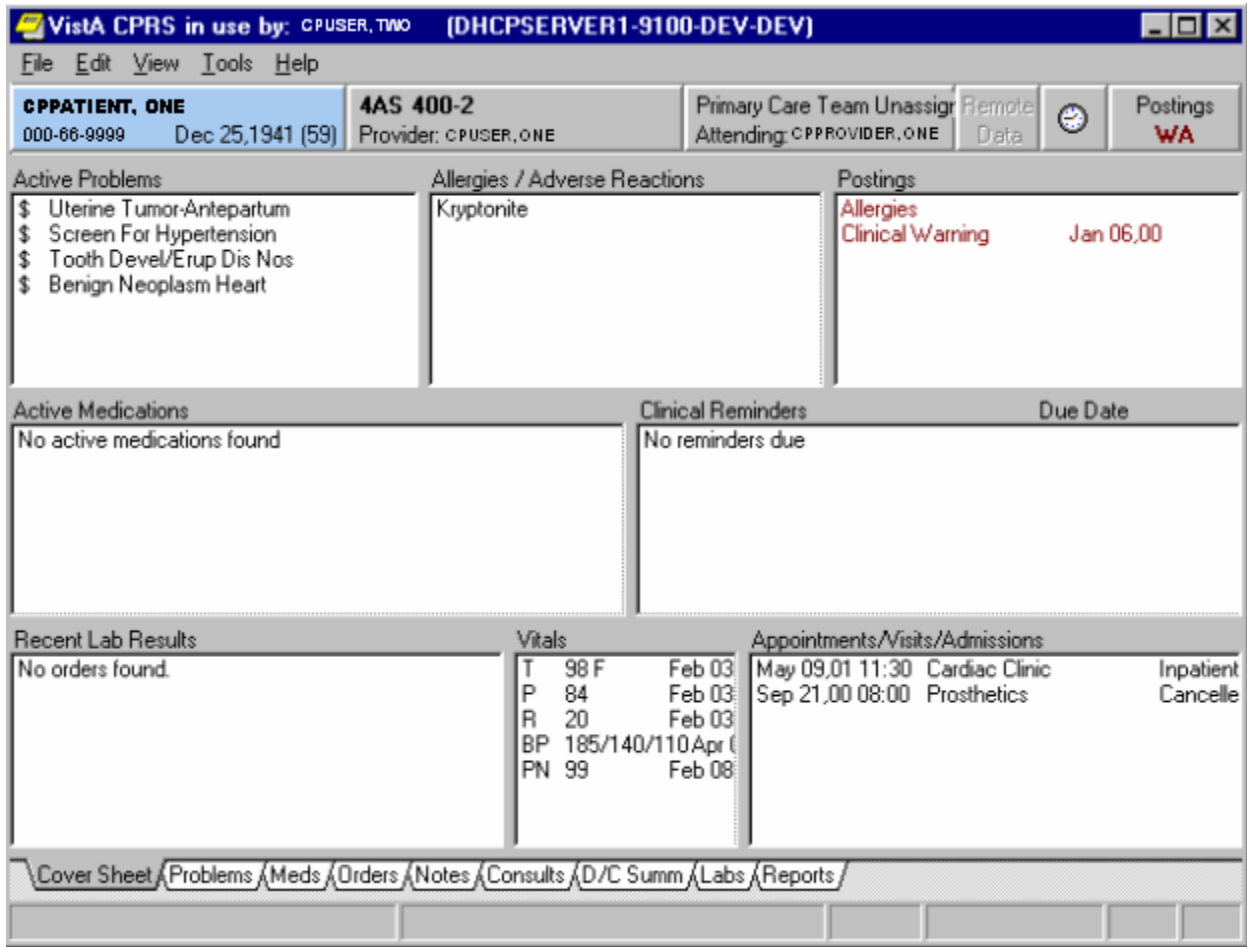 VistA CPRS in use by: CPUSER, TWO (DHCPSERVER1-9100-DEV-DEV)
File Edit View Tools Help
CPPATIENT, ONE
000-66-9999 Dec 25,1941 (59)
4AS 400-2
Provider: CPUSER,ONE
Primary Care Team Unassigr
Attending: CPPROVIDER,ONE
Remote
Data
Postings
WA
Active Problems
$ Uterine Tumor-Antepartum
$ Screen For Hypertension
$ Tooth Devel/Erup Dis Nos
$ Benign Neoplasm Heart
Allergies / Adverse Reactions
Kryptonite
Postings
Allergies
Clinical Warning Jan 06,00
Active Medications
No active medications found
Clinical Reminders Due Date
No reminders due
Recent Lab Results
No orders found.
Vitals
T 98 F Feb 03
P 84 Feb 03
R 20 Feb 03
BP 185/140/110 Apr 0
PN 99 Feb 08
Appointments/Visits/Admissions
May 09,01 11:30 Cardiac Clinic Inpatient
Sep 21,00 08:00 Prosthetics Cancelle
Cover Sheet Problems Meds Orders Notes Consults D/C Summ Labs Reports